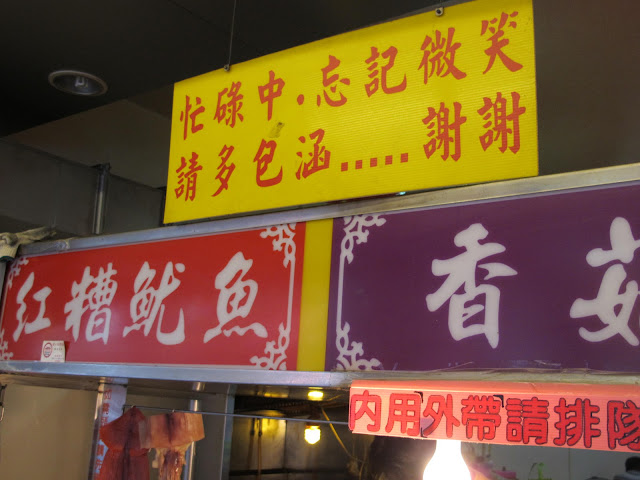 忙碌中.忘記微笑
請多包涵.....謝謝
紅糟魷魚
香菇
內用外帶請排隊